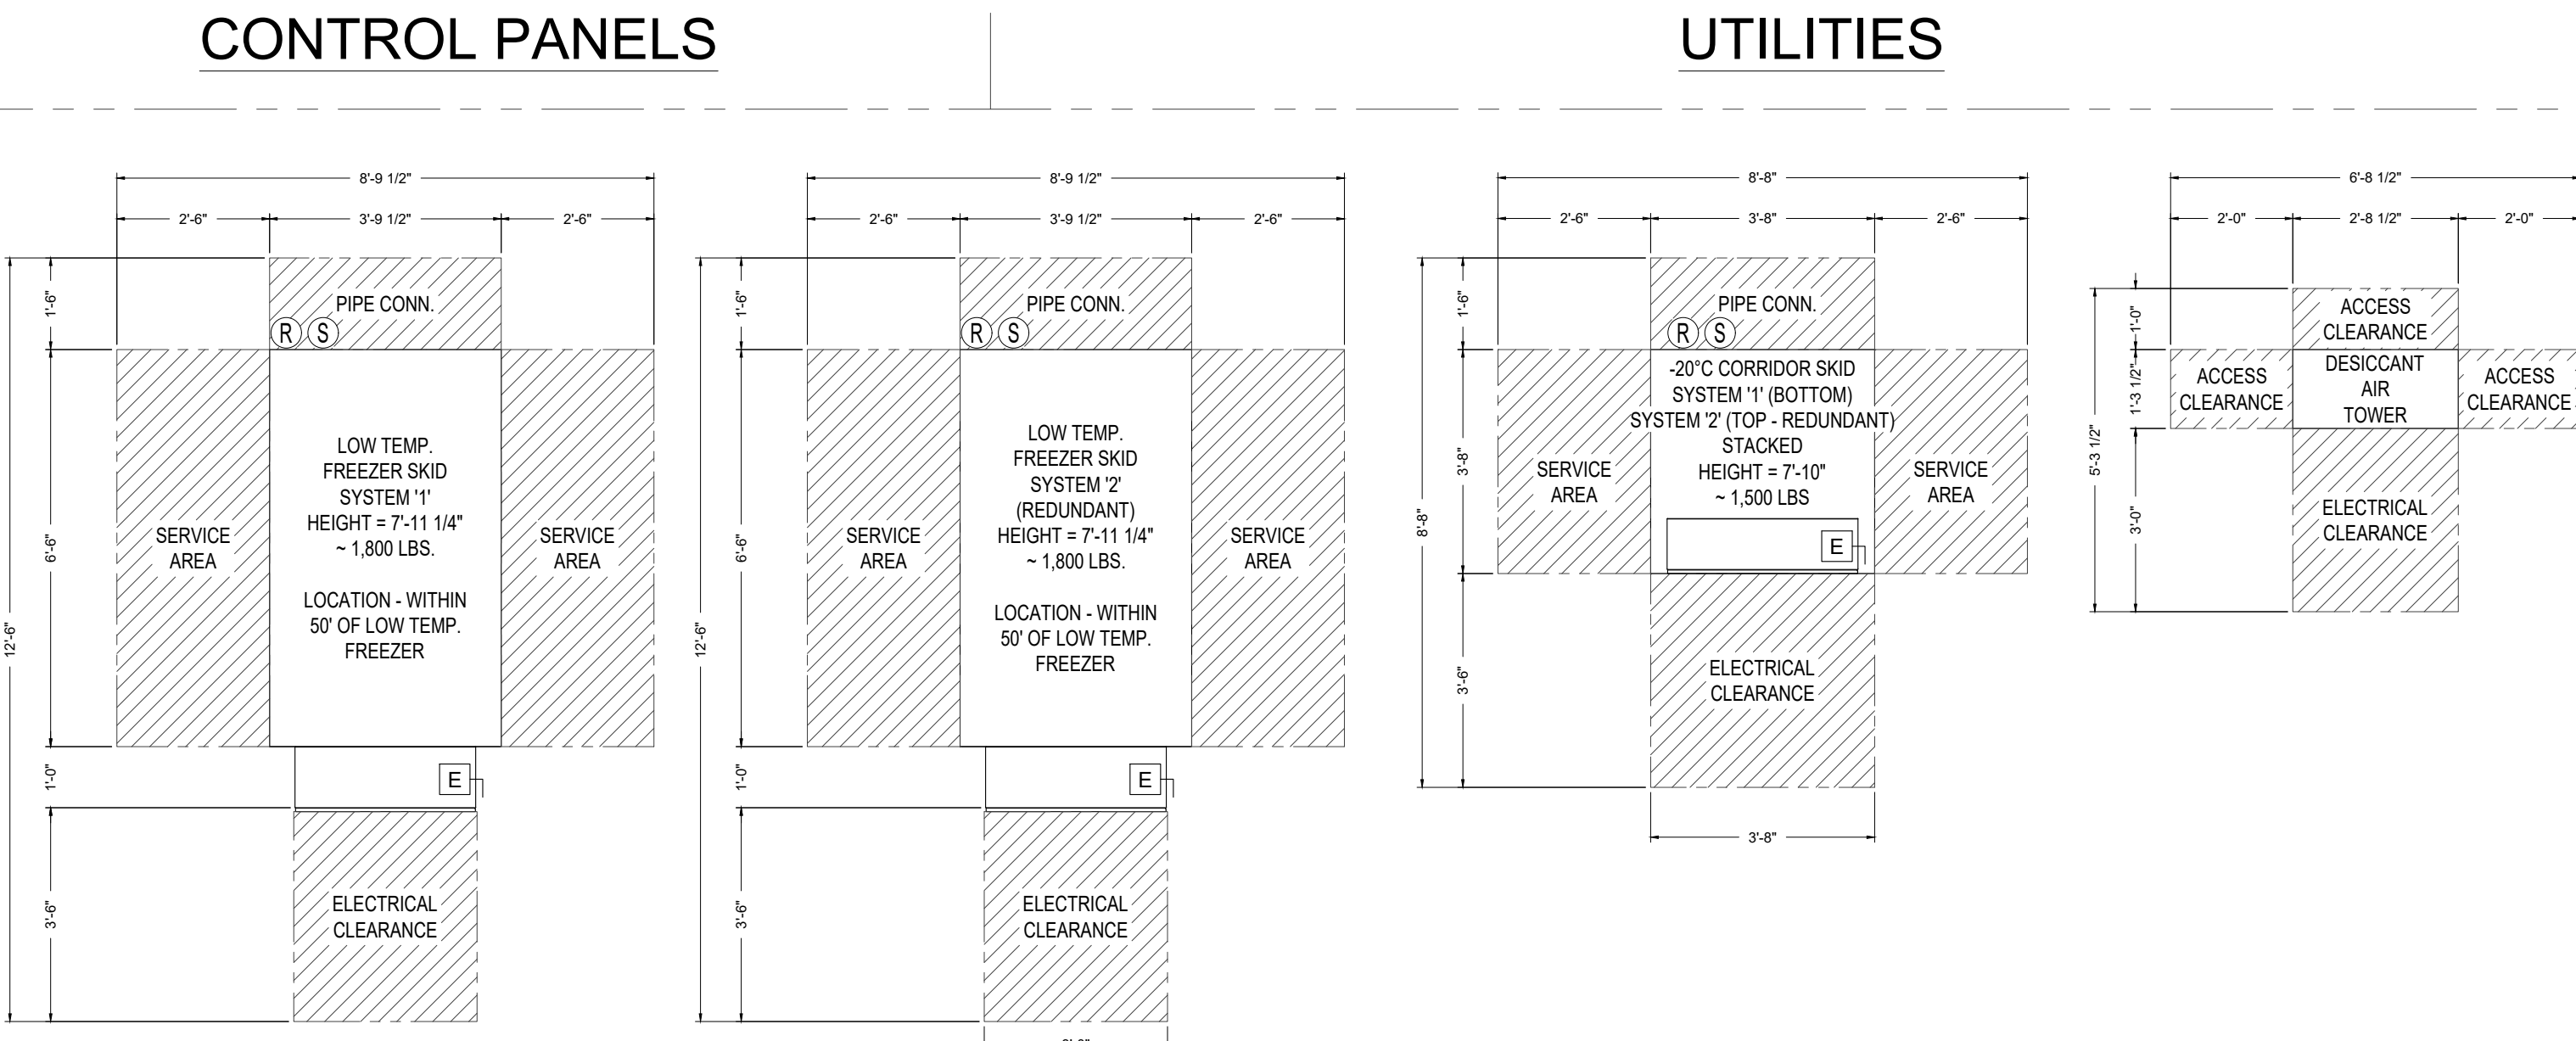 CONTROL PANELS
UTILITIES
8'-9 1/2"
2'-6"
3'-9 1/2"
2'-6"
12'-6"
1'-6"
6'-6"
1'-0"
3'-6"
PIPE CONN.
R
S
SERVICE
AREA
LOW TEMP.
FREEZER SKID
SYSTEM '1'
HEIGHT = 7'-11 1/4"
~ 1,800 LBS.
LOCATION - WITHIN
50' OF LOW TEMP.
FREEZER
SERVICE
AREA
E
ELECTRICAL
CLEARANCE
8'-9 1/2"
2'-6"
3'-9 1/2"
2'-6"
12'-6"
1'-6"
6'-6"
1'-0"
3'-6"
PIPE CONN.
R
S
SERVICE
AREA
LOW TEMP.
FREEZER SKID
SYSTEM '2'
(REDUNDANT)
HEIGHT = 7'-11 1/4"
~ 1,800 LBS.
LOCATION - WITHIN
50' OF LOW TEMP.
FREEZER
SERVICE
AREA
E
ELECTRICAL
CLEARANCE
8'-8"
2'-6"
3'-8"
2'-6"
8'-8"
1'-6"
3'-8"
3'-6"
PIPE CONN.
R
S
SERVICE
AREA
-20°C CORRIDOR SKID
SYSTEM '1' (BOTTOM)
SYSTEM '2' (TOP - REDUNDANT)
STACKED
HEIGHT = 7'-10"
~ 1,500 LBS
SERVICE
AREA
E
ELECTRICAL
CLEARANCE
3'-8"
6'-8 1/2"
2'-0"
2'-8 1/2"
2'-0"
5'-3 1/2"
1'-0"
1'-3 1/2"
3'-0"
ACCESS
CLEARANCE
ACCESS
CLEARANCE
DESICCANT
AIR
TOWER
ACCESS
CLEARANCE
ELECTRICAL
CLEARANCE